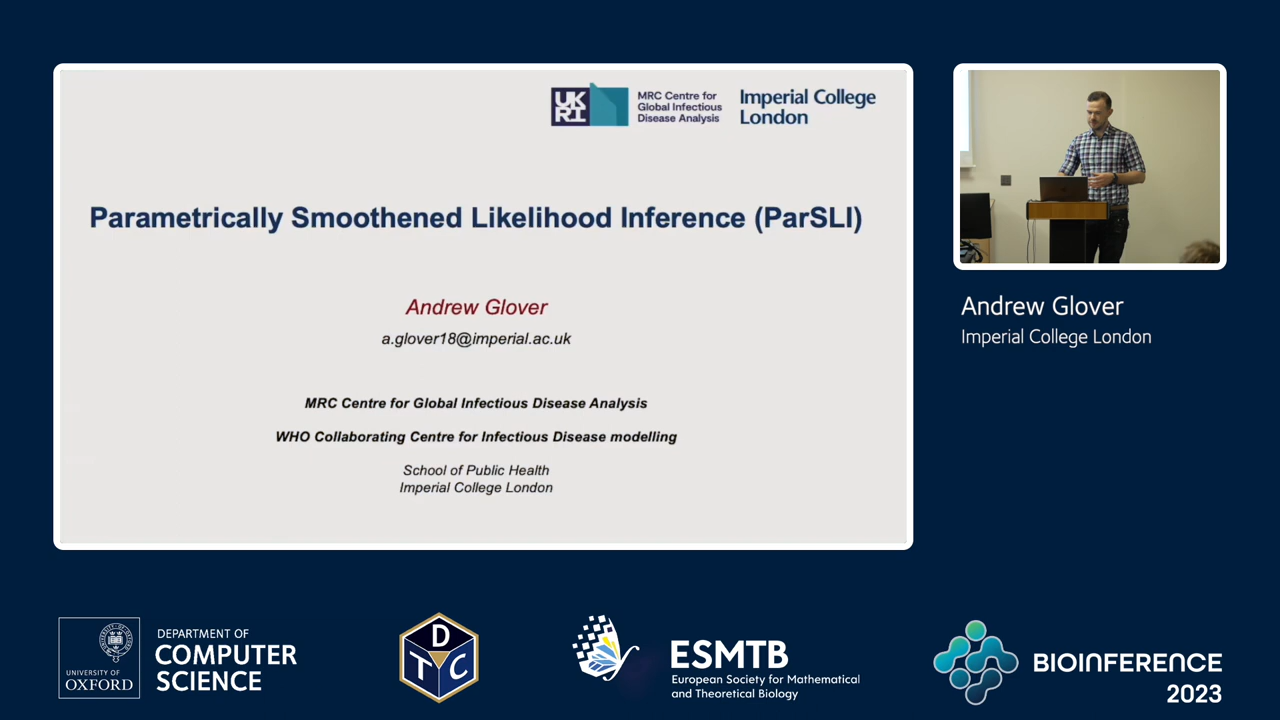 UK
RI
MRC Centre for
Global Infectious
Disease Analysis
Imperial College
London
Parametrically Smoothened Likelihood Inference (ParSLI)
Andrew Glover
a.glover18@imperial.ac.uk
MRC Centre for Global Infectious Disease Analysis
WHO Collaborating Centre for Infectious Disease modelling
School of Public Health
Imperial College London
Andrew Glover
Imperial College London
UNIVERSITY OF
OXFORD
DEPARTMENT OF
COMPUTER
SCIENCE
D
T C
ESMTB
European Society for Mathematical
and Theoretical Biology
BIOINFERENCE
2023